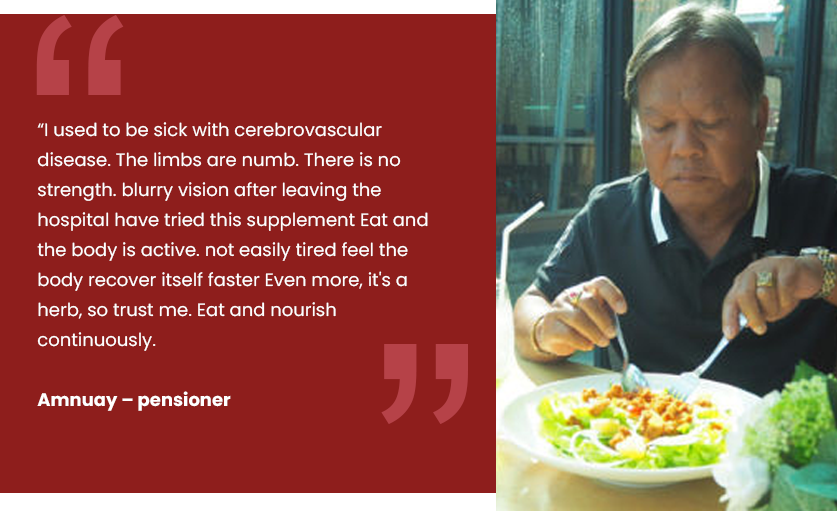 “I used to be sick with cerebrovascular
disease. The limbs are numb. There is no
strength. blurry vision after leaving the
hospital have tried this supplement Eat and
the body is active. not easily tired feel the
body recover itself faster Even more, it's a
herb, so trust me. Eat and nourish
continuously.
Amnuay – pensioner